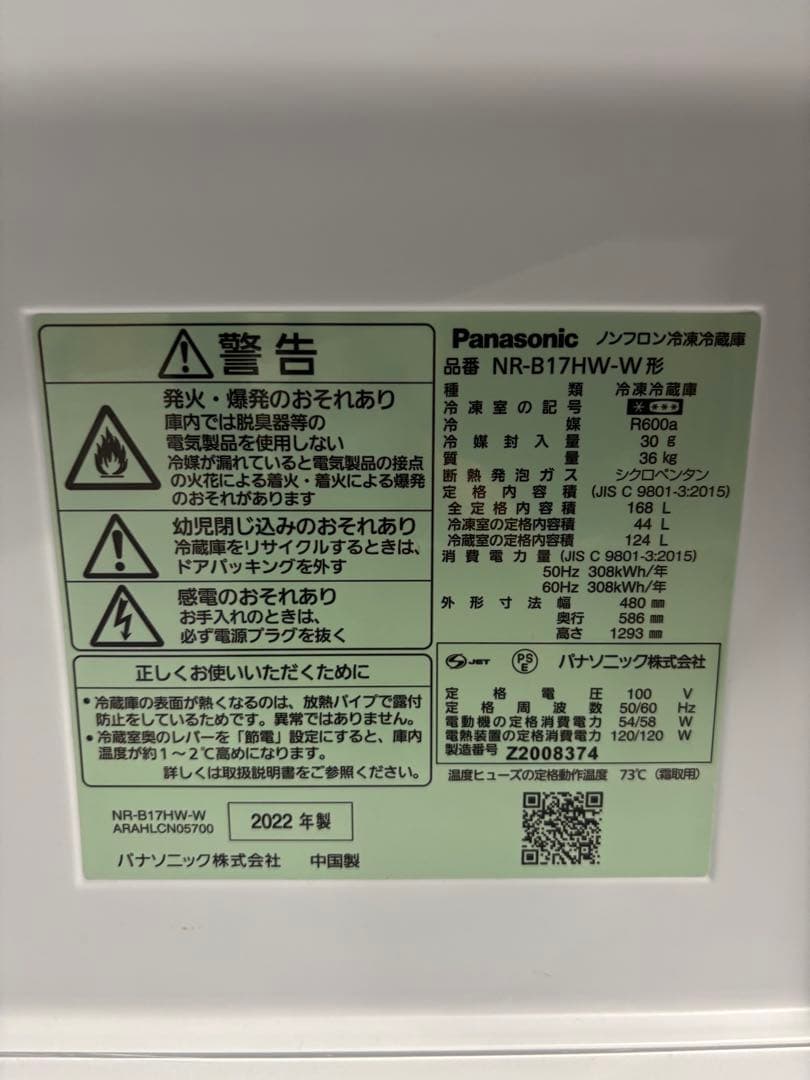 警告
発火・爆発のおそれあり
庫内では脱臭器等の
電気製品を使用しない
冷媒が漏れていると電気製品の接点
の火花による着火・着火による爆発
のおそれがあります
幼児閉じ込みのおそれあり
冷蔵庫をリサイクルするときは、
ドアパッキングを外す
感電のおそれあり
お手入れのときは、
必ず電源プラグを抜く
正しくお使いいただくために
・冷蔵庫の表面が熱くなるのは、放熱パイプで露付
防止をしているためです。異常ではありません。
・冷蔵室奥のレバーを「節電」設定にすると、庫内
温度が約1~2℃高めになります。
詳しくは取扱説明書をご参照ください。
NR-B17HW-W
ARAHLCN05700
2022 年製
パナソニック株式会社 中国製
Panasonic ノンフロン冷凍冷蔵庫
品番 NR-B17HW-W形
種類 冷凍冷蔵庫
冷凍室の記号 * ***
冷媒 R600a
冷媒封入量 30 g
質量 36 kg
断熱発泡ガス シクロペンタン
定格内容積 (JIS C 9801-3:2015)
全定格内容積 168 L
冷凍室の定格内容積 44 L
冷蔵室の定格内容積 124 L
消費電力量 (JIS C 9801-3:2015)
50Hz 308kWh/年
60Hz 308kWh/年
外形寸法 幅 480 mm
奥行 586 mm
高さ 1293 mm
S JET PSE パナソニック株式会社
定格電圧 100 V
定格周波数 50/60 Hz
電動機の定格消費電力 54/58 W
電熱装置の定格消費電力 120/120 W
製造番号 Z2008374
温度ヒューズの定格動作温度 73℃ (霜取用)